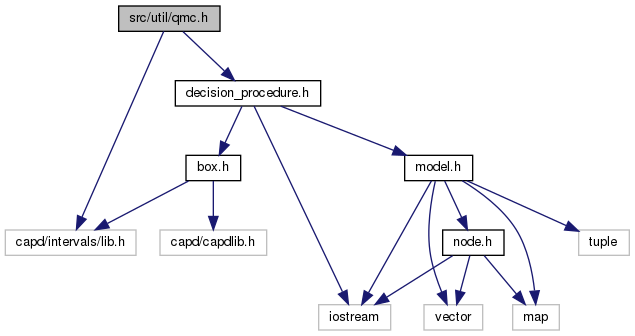 src/util/qmc.h
decision_procedure.h
box.h
model.h
capd/intervals/lib.h
capd/capdlib.h
node.h
tuple
iostream
vector
map